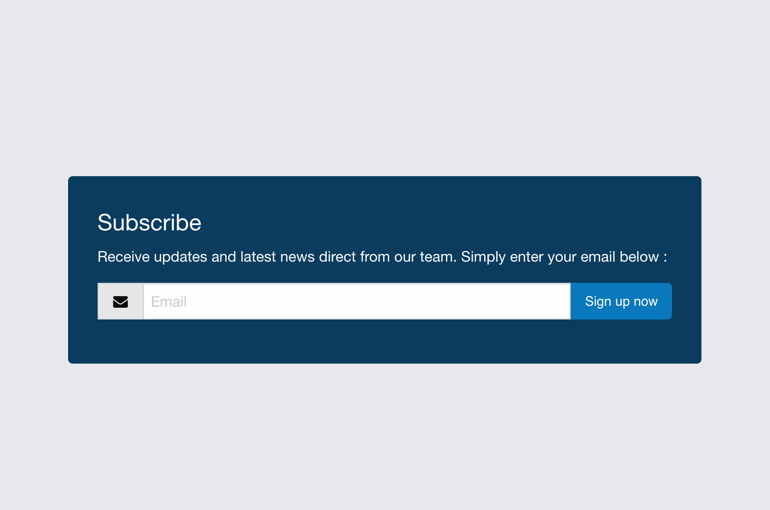 Subscribe
Receive updates and latest news direct from our team. Simply enter your email below :
Email
Sign up now